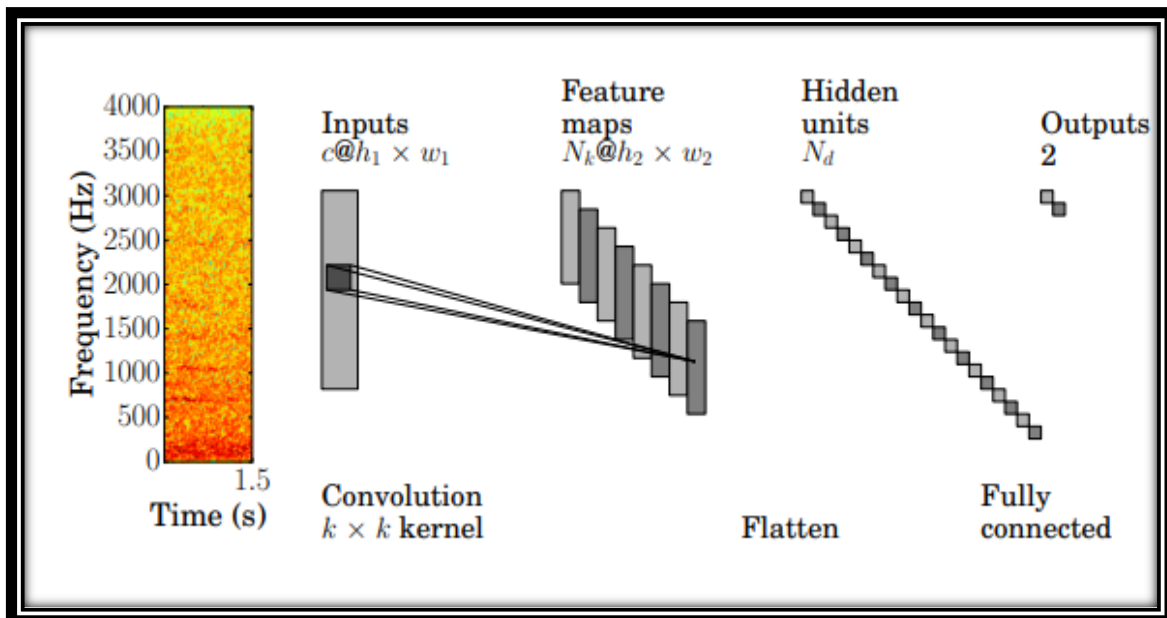 4000
3500
3000
2500
2000
1500
1000
500
0
Frequency (Hz)
1.5
Time (s)
Inputs
c@h₁ × w₁
Convolution
k × k kernel
Feature
maps
Nₖ@h₂ × w₂
Hidden
units
N_d
Flatten
Outputs
2
Fully
connected